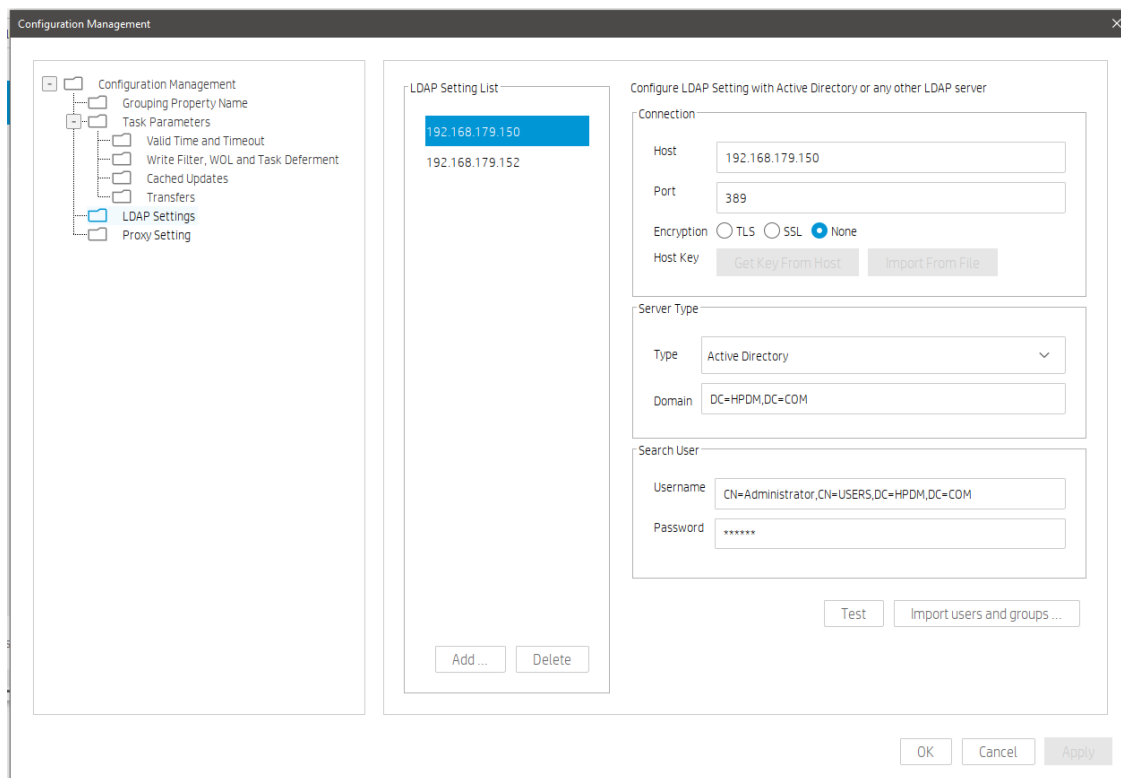 Configuration Management
Configuration Management
Grouping Property Name
Task Parameters
Valid Time and Timeout
Write Filter, WOL and Task Deferment
Cached Updates
Transfers
LDAP Settings
Proxy Setting
LDAP Setting List
192.168.179.150
192.168.179.152
Add ...
Delete
Configure LDAP Setting with Active Directory or any other LDAP server
Connection
Host
192.168.179.150
Port
389
Encryption TLS SSL None
Host Key Get Key From Host Import From File
Server Type
Type Active Directory
Domain DC=HPDM,DC=COM
Search User
Username CN=Administrator,CN=USERS,DC=HPDM,DC=COM
Password ******
Test
Import users and groups ...
OK
Cancel
Apply